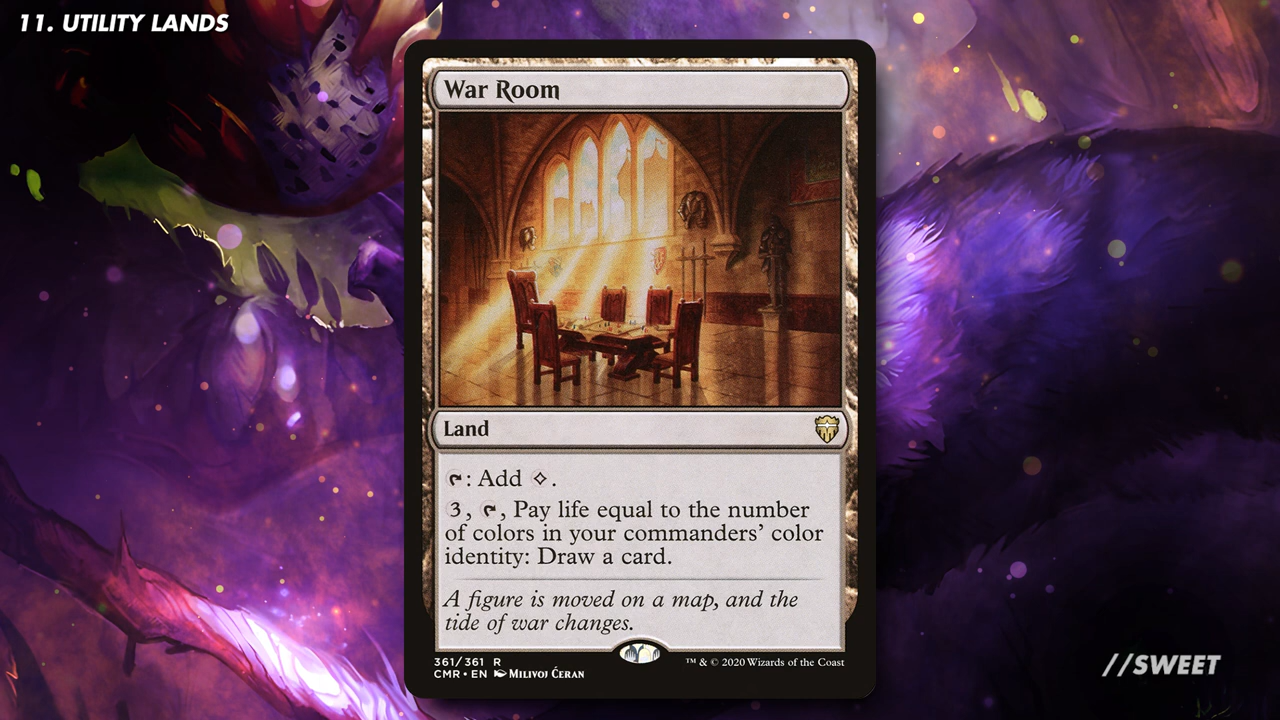 11. UTILITY LANDS
War Room
Land
: Add .
3, , Pay life equal to the number
of colors in your commanders' color
identity: Draw a card.
A figure is moved on a map, and the
tide of war changes.
361/361 R
CMR • EN Milivoj Ćeran
™ & © 2020 Wizards of the Coast
//SWEET